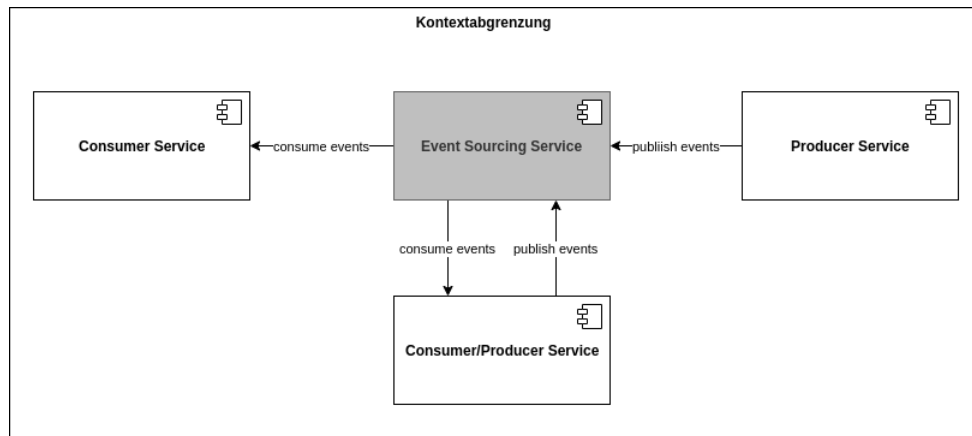 Kontextabgrenzung
Consumer Service
consume events
Event Sourcing Service
publiish events
Producer Service
consume events
publish events
Consumer/Producer Service